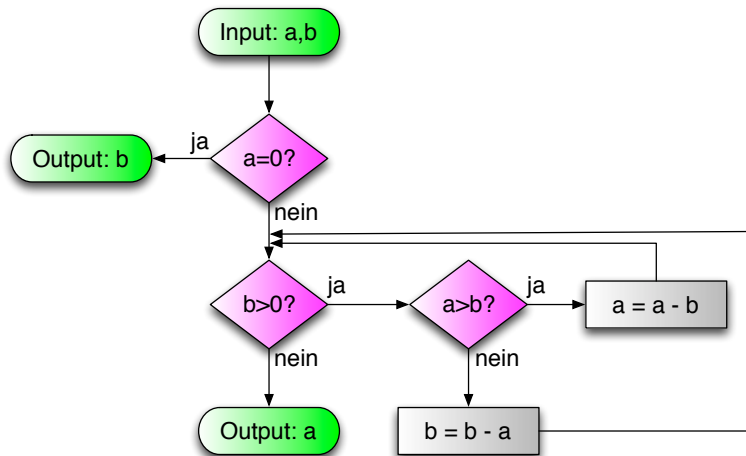 Input: a,b
ja
Output: b
a=0?
nein
b>0?
ja
a>b?
ja
a = a - b
nein
nein
Output: a
b = b - a